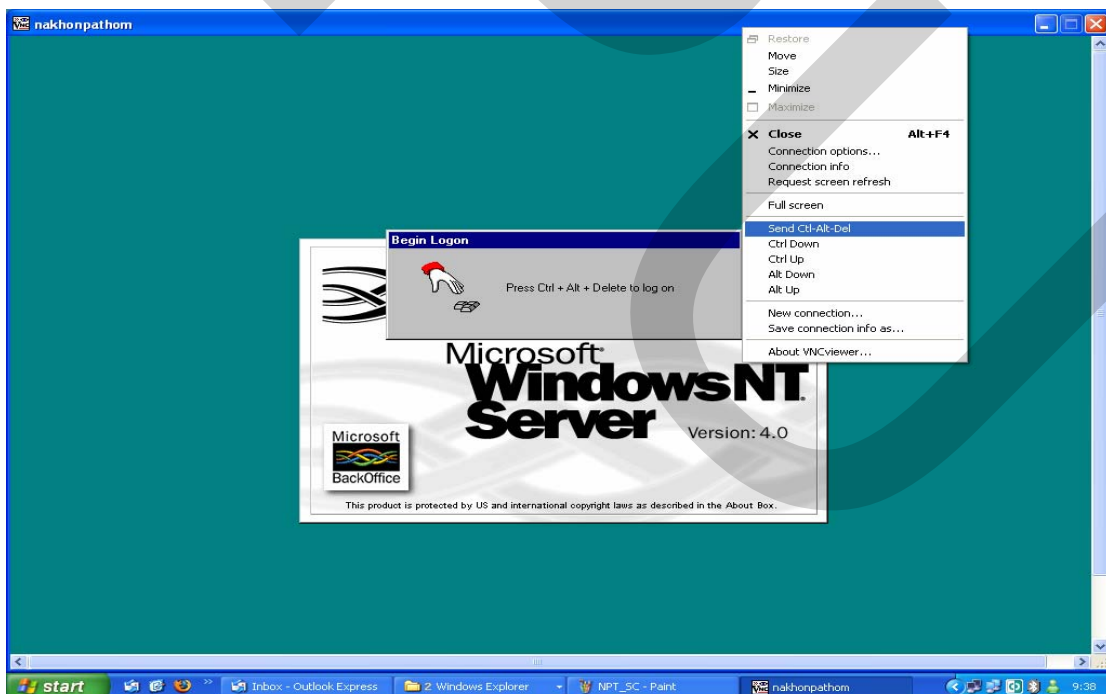 nakhonpathom
Restore
Move
Size
Minimize
Maximize
Close Alt+F4
Connection options...
Connection info
Request screen refresh
Full screen
Send Ctl-Alt-Del
Ctrl Down
Ctrl Up
Alt Down
Alt Up
New connection...
Save connection info as...
About VNCviewer...
Begin Logon
Press Ctrl + Alt + Delete to log on
Microsoft
WindowsNT
Server
Version: 4.0
Microsoft
BackOffice
This product is protected by US and international copyright laws as described in the About Box.
start
Inbox - Outlook Express
2 Windows Explorer
NPT_SC - Paint
nakhonpathom
9:38